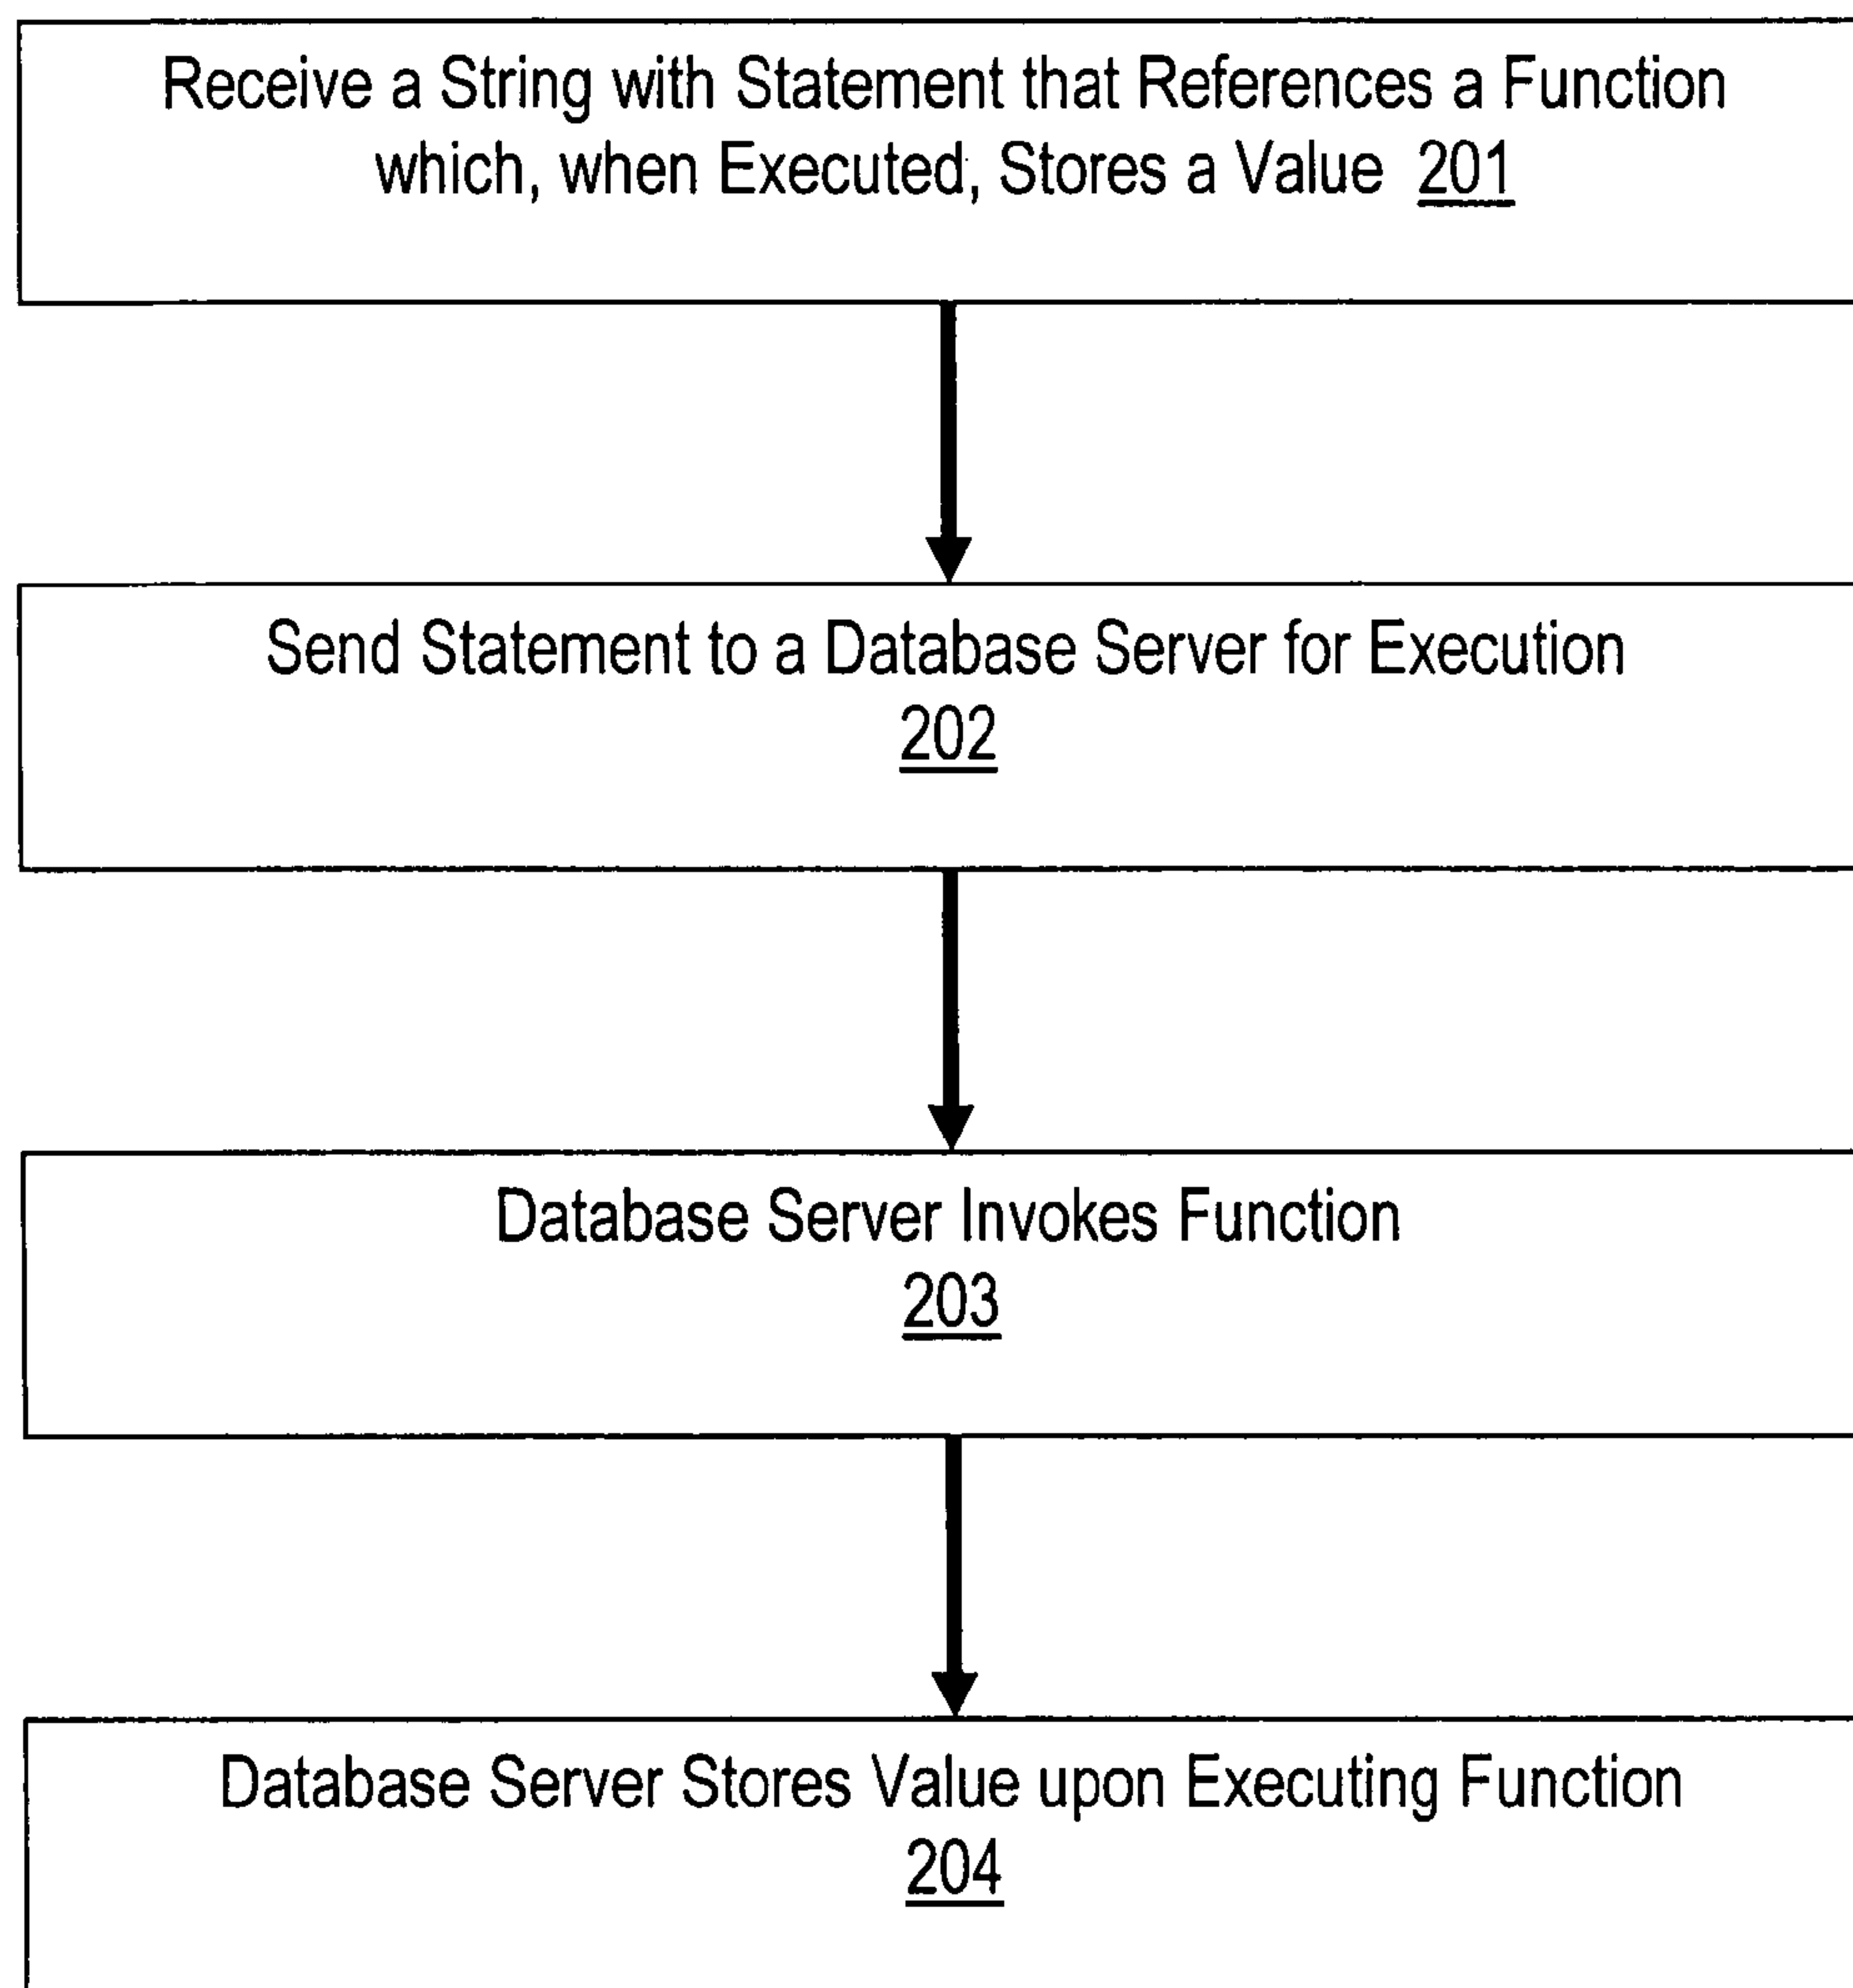 Receive a String with Statement that References a Function
which, when Executed, Stores a Value 201
Send Statement to a Database Server for Execution
202
Database Server Invokes Function
203
Database Server Stores Value upon Executing Function
204